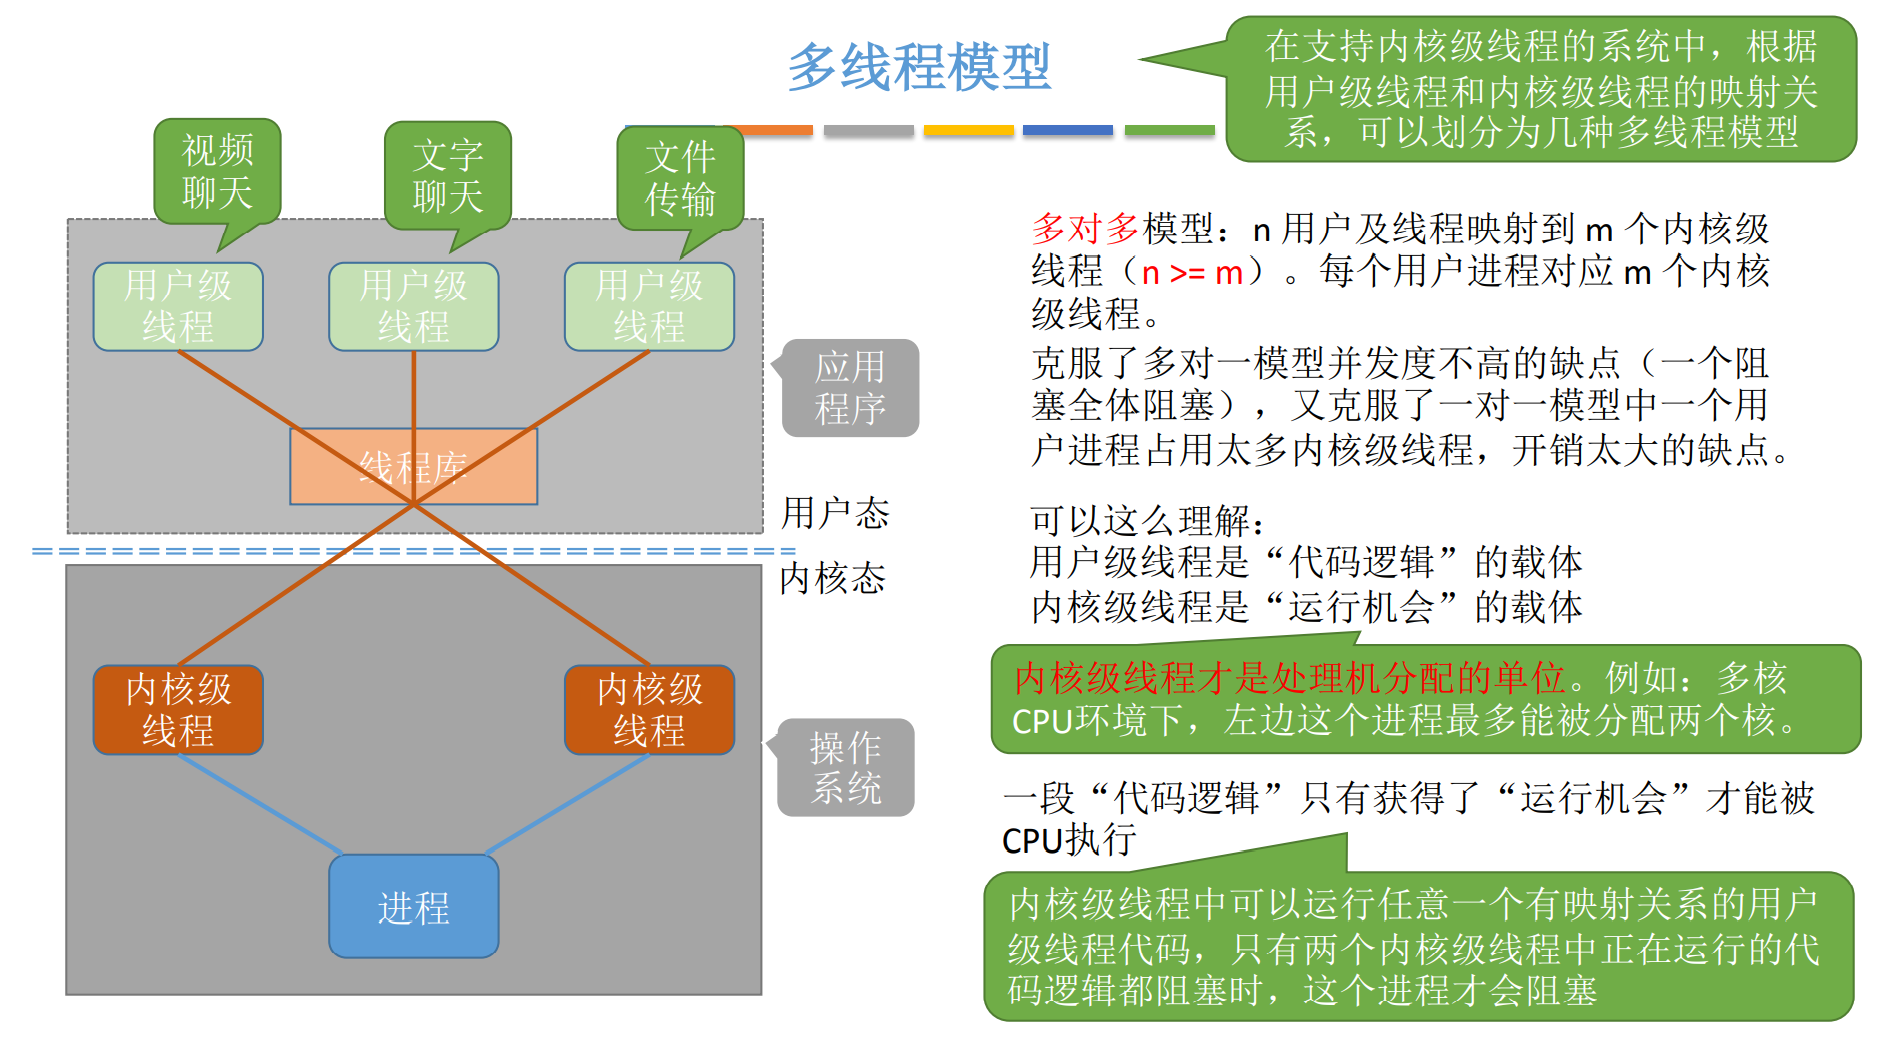 多线程模型
在支持内核级线程的系统中，根据
用户级线程和内核级线程的映射关
系，可以划分为几种多线程模型
视频
聊天
文字
聊天
文件
传输
用户级
线程
用户级
线程
用户级
线程
应用
程序
线程库
用户态
内核态
内核级
线程
内核级
线程
操作
系统
进程
多对多模型：n 用户及线程映射到 m 个内核级
线程（n >= m）。每个用户进程对应 m 个内核
级线程。
克服了多对一模型并发度不高的缺点（一个阻
塞全体阻塞），又克服了一对一模型中一个用
户进程占用太多内核级线程，开销太大的缺点。
可以这么理解：
用户级线程是“代码逻辑”的载体
内核级线程是“运行机会”的载体
内核级线程才是处理机分配的单位。例如：多核
CPU环境下，左边这个进程最多能被分配两个核。
一段“代码逻辑”只有获得了“运行机会”才能被
CPU执行
内核级线程中可以运行任意一个有映射关系的用户
级线程代码，只有两个内核级线程中正在运行的代
码逻辑都阻塞时，这个进程才会阻塞